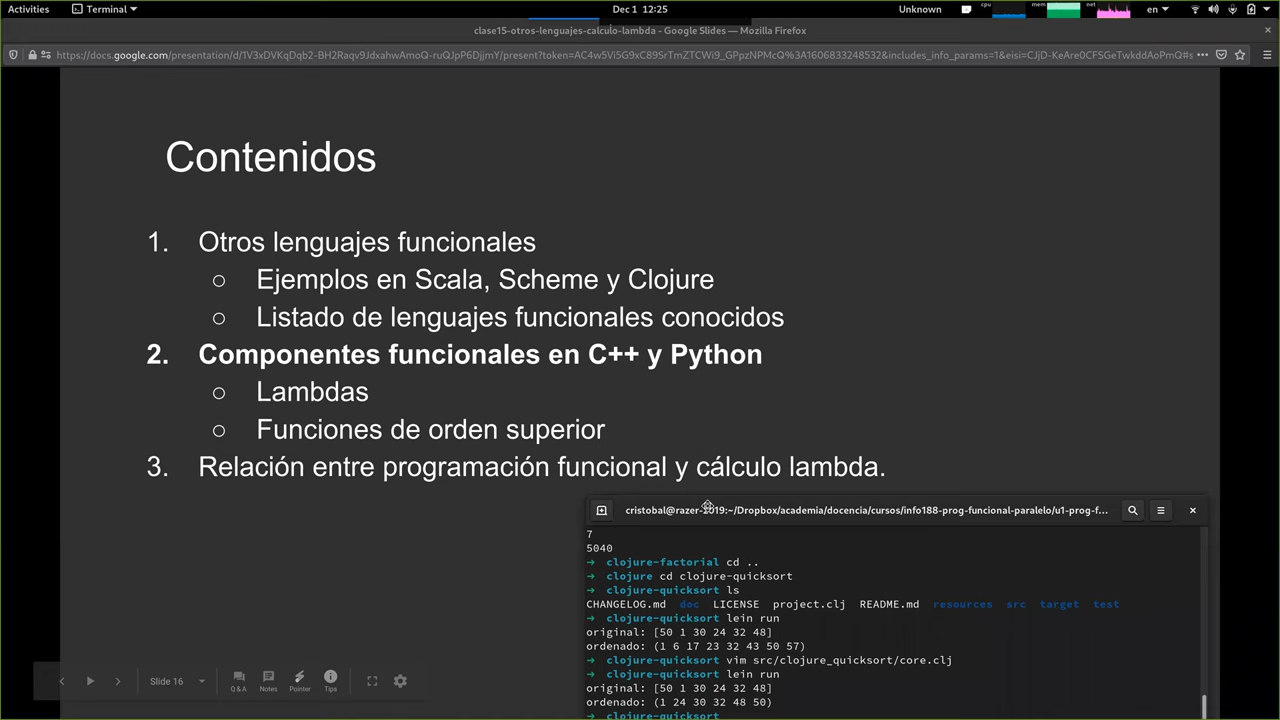 Activities
Terminal
Dec 1 12:25
Unknown
cpu
mem
net
en
clase15-otros-lenguajes-calculo-lambda - Google Slides — Mozilla Firefox
Contenidos
1. Otros lenguajes funcionales
○ Ejemplos en Scala, Scheme y Clojure
○ Listado de lenguajes funcionales conocidos
2. Componentes funcionales en C++ y Python
○ Lambdas
○ Funciones de orden superior
3. Relación entre programación funcional y cálculo lambda.
cristobal@razer-2019:~/Dropbox/academia/docencia/cursos/info188-prog-funcional-paralelo/u1-prog-f...
7
5040
→ clojure-factorial cd ..
→ clojure cd clojure-quicksort
→ clojure-quicksort ls
CHANGELOG.md doc LICENSE project.clj README.md resources src target test
→ clojure-quicksort lein run
original: [50 1 30 24 32 48]
ordenado: (1 6 17 23 32 43 50 57)
→ clojure-quicksort vim src/clojure_quicksort/core.clj
→ clojure-quicksort lein run
original: [50 1 30 24 32 48]
ordenado: (1 24 30 32 48 50)
→ clojure-quicksort
Slide 16
Q & A
Notes
Pointer
Tips